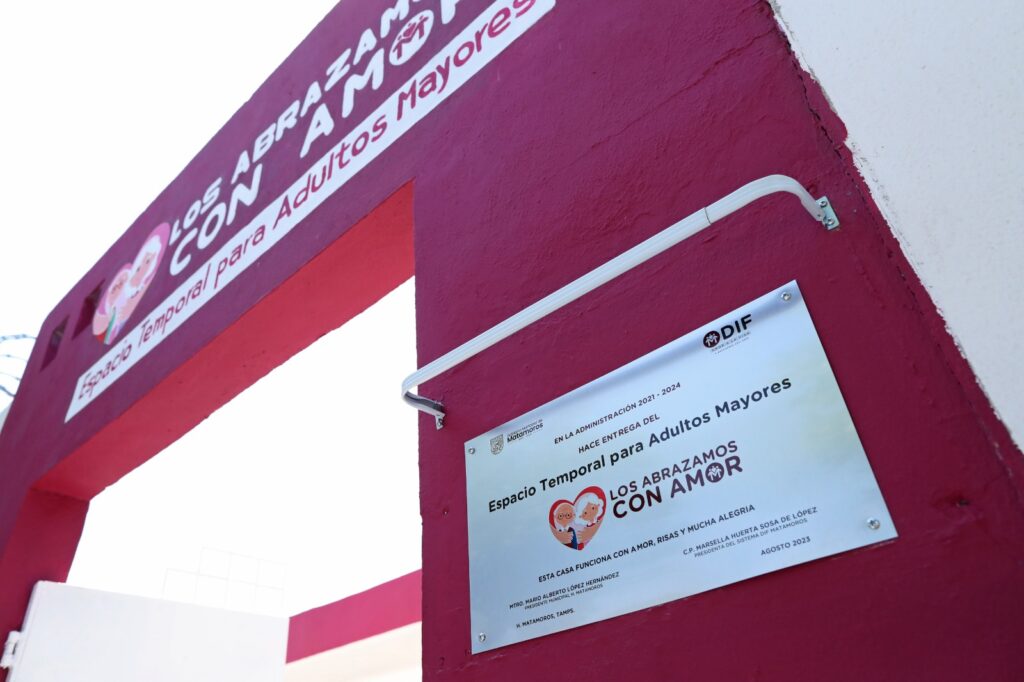 LOS ABRAZAMOS
CON AMOR
Espacio Temporal para Adultos Mayores
DIF
Matamoros
EN LA ADMINISTRACIÓN 2021 - 2024
HACE ENTREGA DEL
Espacio Temporal para Adultos Mayores
LOS ABRAZAMOS
CON AMOR
ESTA CASA FUNCIONA CON AMOR, RISAS Y MUCHA ALEGRIA
MTRO. MARIO ALBERTO LÓPEZ HERNÁNDEZ
PRESIDENTE MUNICIPAL H. MATAMOROS
C.P. MARSELLA HUERTA SOSA DE LÓPEZ
PRESIDENTA DEL SISTEMA DIF MATAMOROS
H. MATAMOROS, TAMPS.
AGOSTO 2023